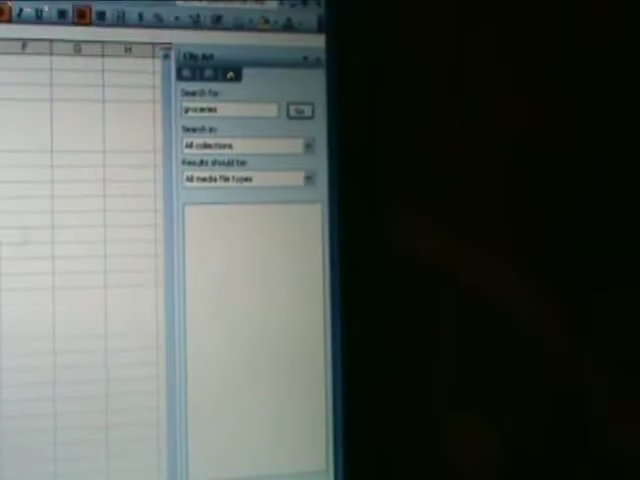 F G H
Clip Art
Search for:
groceries
Go
Search in:
All collections
Results should be:
All media file types